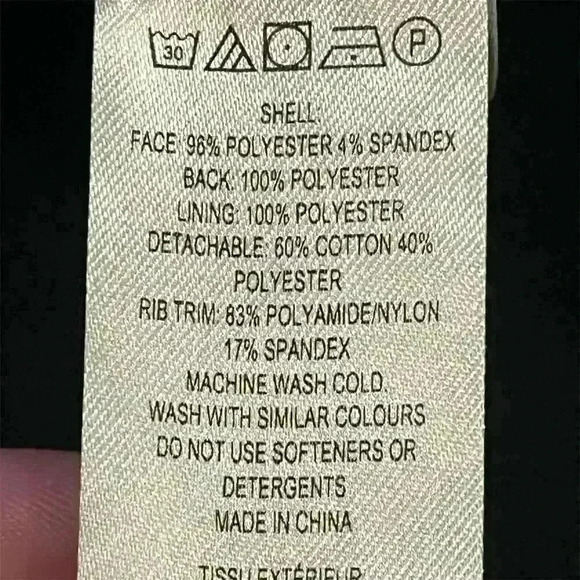 30 P
SHELL:
FACE: 96% POLYESTER 4% SPANDEX
BACK: 100% POLYESTER
LINING: 100% POLYESTER
DETACHABLE: 60% COTTON 40%
POLYESTER
RIB TRIM: 83% POLYAMIDE/NYLON
17% SPANDEX
MACHINE WASH COLD.
WASH WITH SIMILAR COLOURS
DO NOT USE SOFTENERS OR
DETERGENTS
MADE IN CHINA
TISSU EXTÉRIEUR